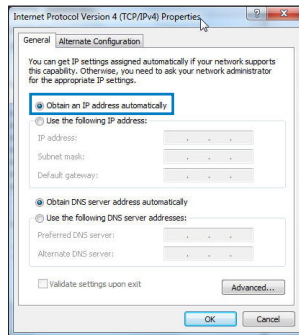 Internet Protocol Version 4 (TCP/IPv4) Properties
General
Alternate Configuration
You can get IP settings assigned automatically if your network supports
this capability. Otherwise, you need to ask your network administrator
for the appropriate IP settings.
Obtain an IP address automatically
Use the following IP address:
IP address:
Subnet mask:
Default gateway:
Obtain DNS server address automatically
Use the following DNS server addresses:
Preferred DNS server:
Alternate DNS server:
Validate settings upon exit
Advanced...
OK
Cancel